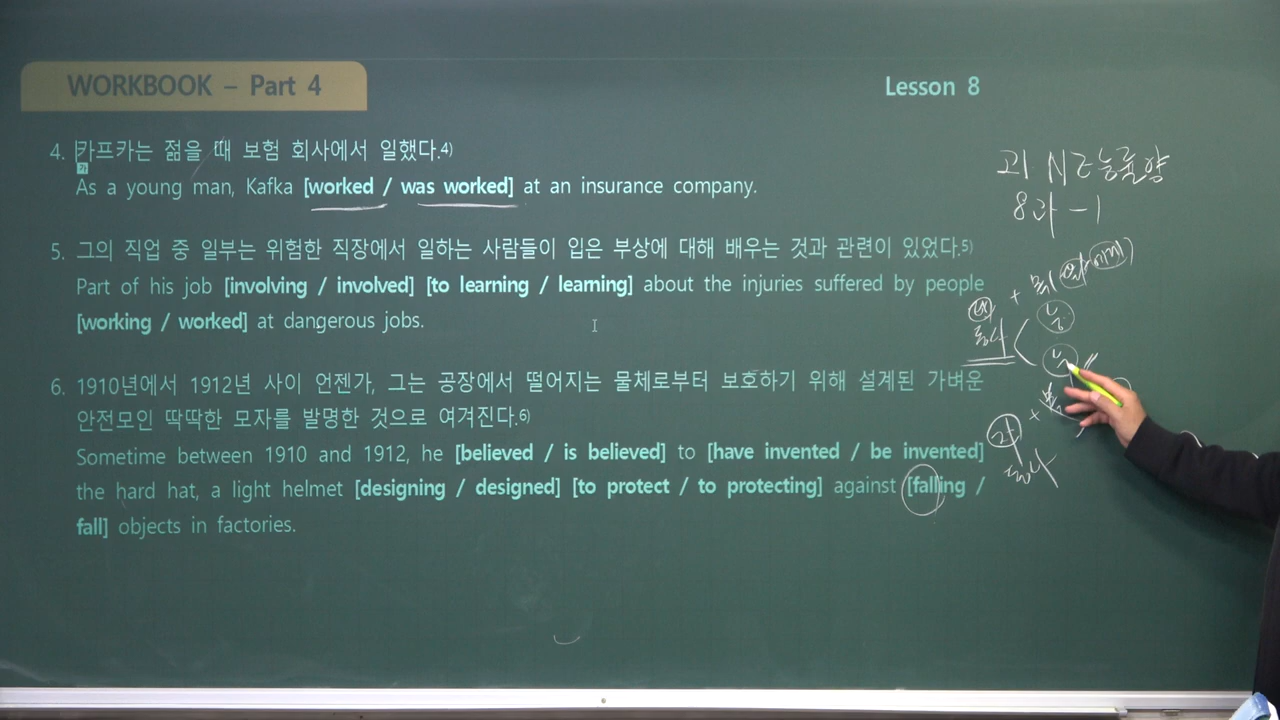 WORKBOOK – Part 4
Lesson 8
4. 카프카는 젊을 때 보험 회사에서 일했다.4)
As a young man, Kafka [worked / was worked] at an insurance company.
5. 그의 직업 중 일부는 위험한 직장에서 일하는 사람들이 입은 부상에 대해 배우는 것과 관련이 있었다.5)
Part of his job [involving / involved] [to learning / learning] about the injuries suffered by people
[working / worked] at dangerous jobs.
6. 1910년에서 1912년 사이 언젠가, 그는 공장에서 떨어지는 물체로부터 보호하기 위해 설계된 가벼운
안전모인 딱딱한 모자를 발명한 것으로 여겨진다.6)
Sometime between 1910 and 1912, he [believed / is believed] to [have invented / be invented]
the hard hat, a light helmet [designing / designed] [to protect / to protecting] against [falling /
fall] objects in factories.
8과 -1